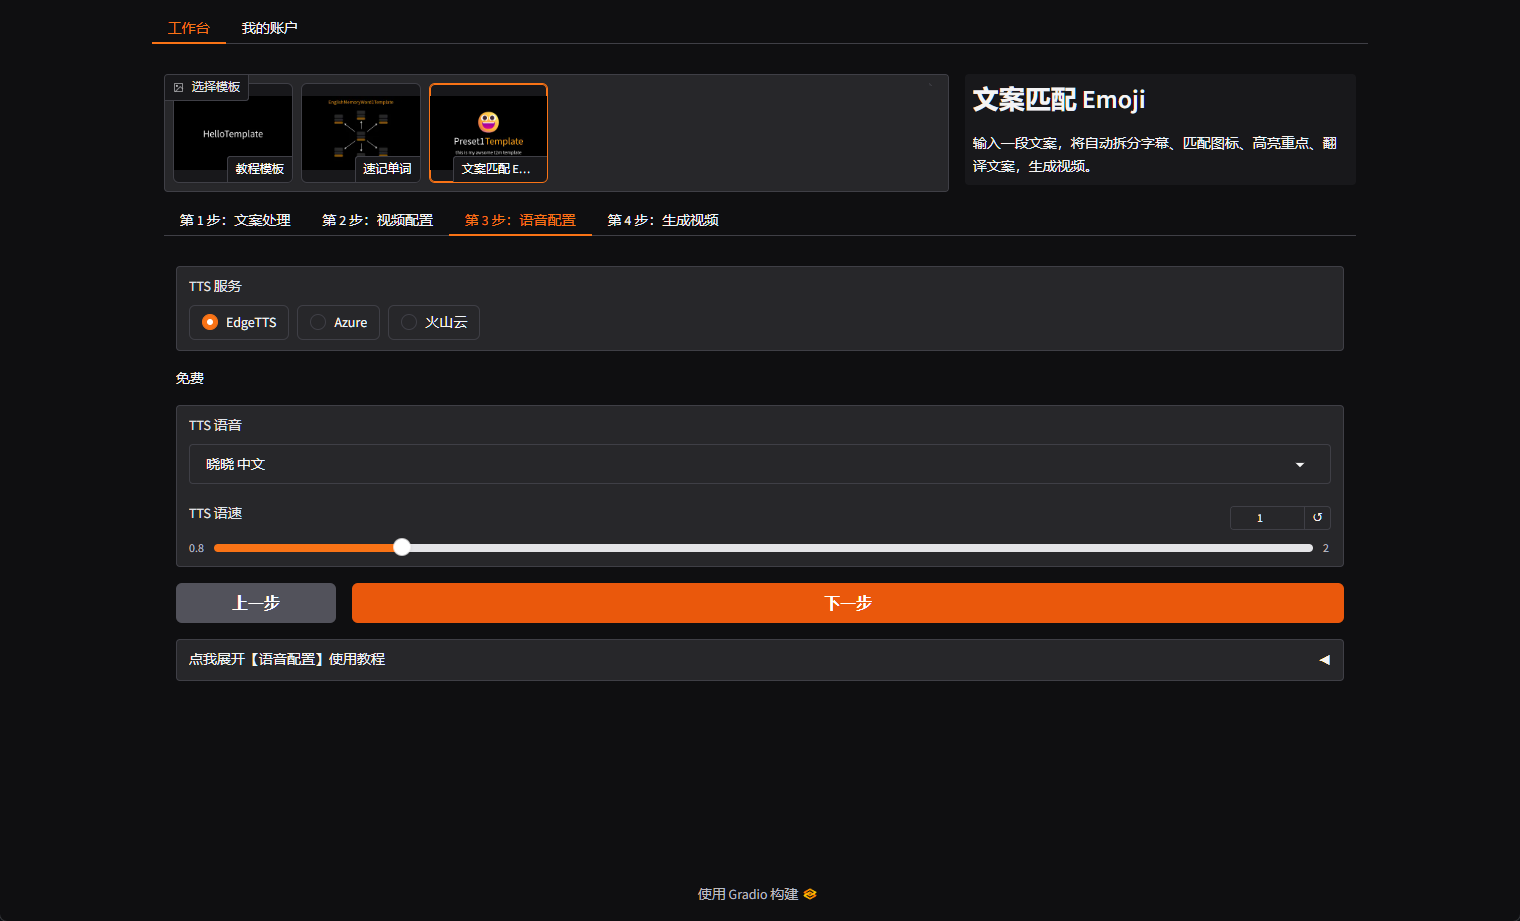 工作台
我的账户
选择模板
HelloTemplate
教程模板
EnglishMemoryWord1Template
速记单词
Preset1Template
this is my awsome t2m template
文案匹配 E...
文案匹配 Emoji
输入一段文案，将自动拆分字幕、匹配图标、高亮重点、翻
译文案，生成视频。
第 1 步：文案处理
第 2 步：视频配置
第 3 步：语音配置
第 4 步：生成视频
TTS 服务
EdgeTTS
Azure
火山云
免费
TTS 语音
晓晓 中文
TTS 语速
1
0.8
2
上一步
下一步
点我展开【语音配置】使用教程
使用 Gradio 构建